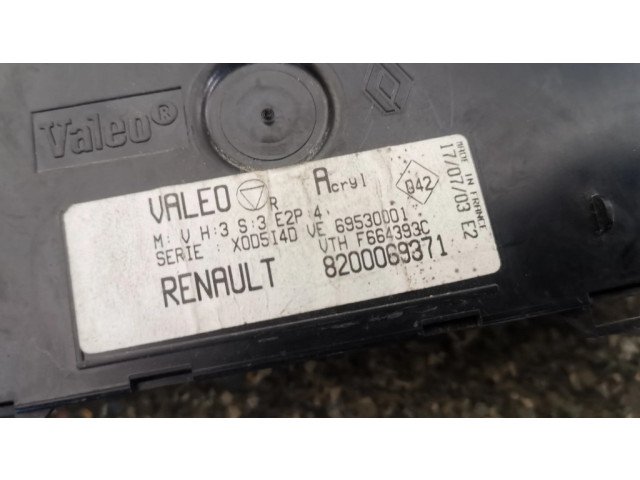 Valeo®
VALEO R Acryl 042
M: V H:3 S:3 E2P 4 69530001
SERIE : X0D5I4D VE VTH F664393C
RENAULT 8200069371
MADE IN FRANCE
17/07/03 E2